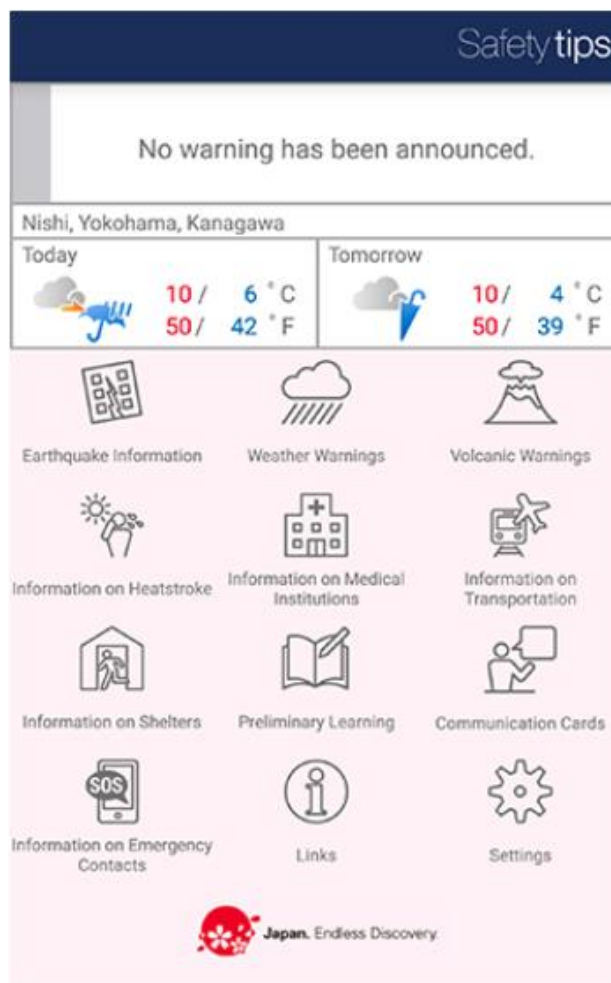 Safety tips
No warning has been announced.
Nishi, Yokohama, Kanagawa
Today
Tomorrow
10 / 6 °C
10 / 4 °C
50 / 42 °F
50 / 39 °F
Earthquake Information
Weather Warnings
Volcanic Warnings
Information on Heatstroke
Information on Medical
Institutions
Information on
Transportation
Information on Shelters
Preliminary Learning
Communication Cards
SOS
Information on Emergency
Contacts
Links
Settings
Japan. Endless Discovery.